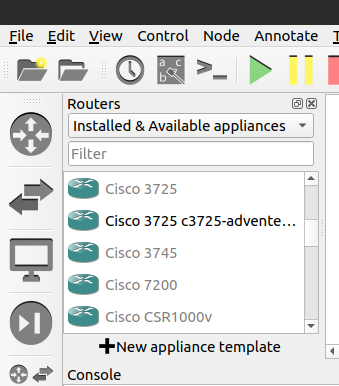 File Edit View Control Node Annotate T
Routers
Installed & Available appliances
Filter
Cisco 3725
Cisco 3725 c3725-advente...
Cisco 3745
Cisco 7200
Cisco CSR1000v
New appliance template
Console